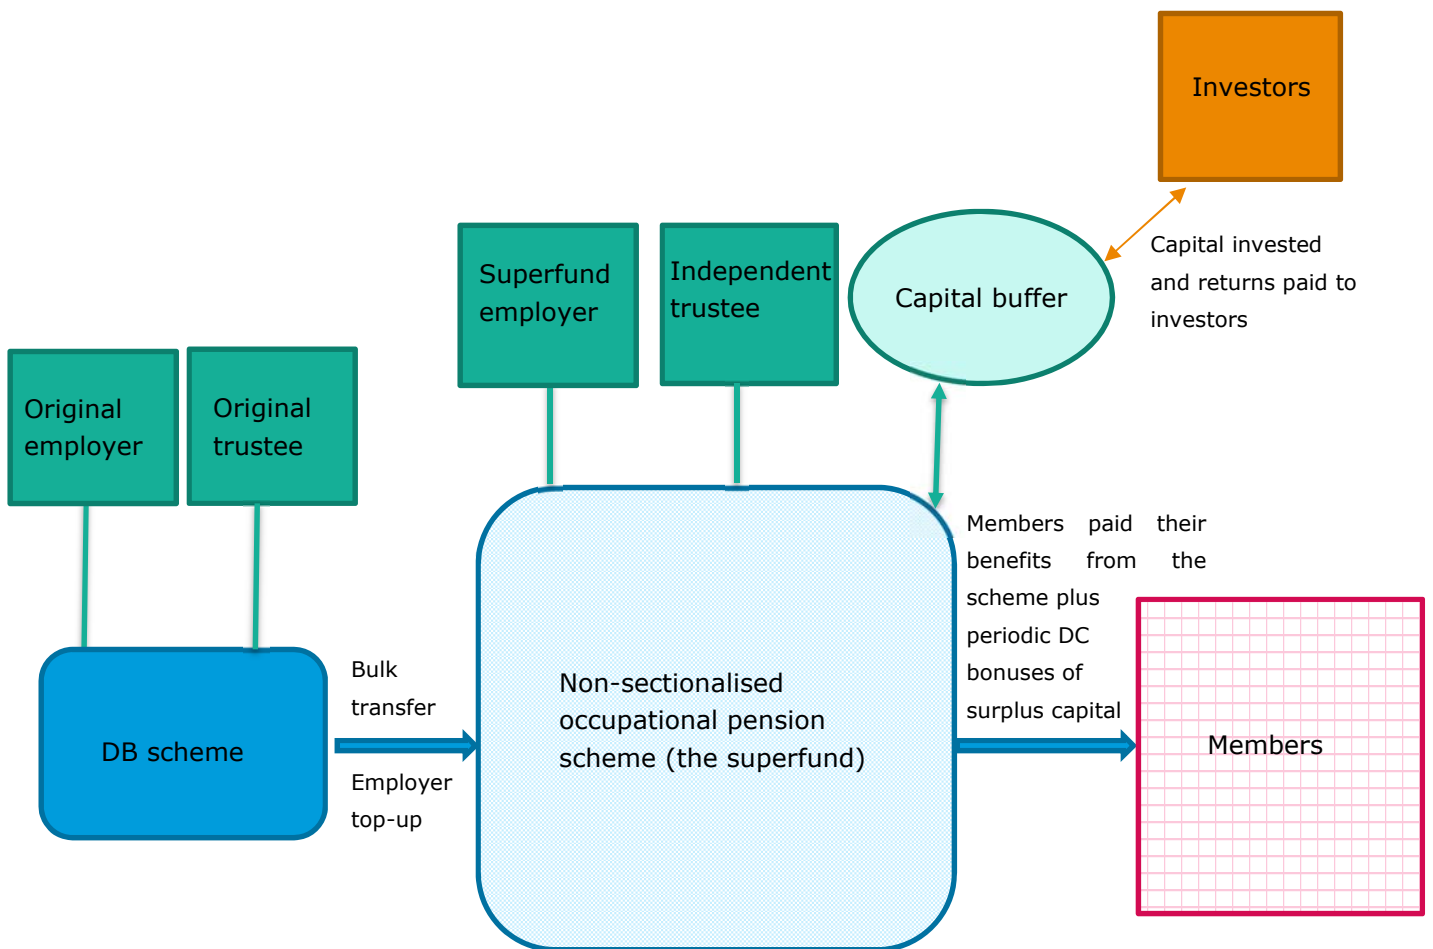 Investors
Capital invested
and returns paid to
investors
Superfund
employer
Independent
trustee
Capital buffer
Original
employer
Original
trustee
Members paid their
benefits from the
scheme plus
periodic DC
bonuses of
surplus capital
Bulk
transfer
Employer
top-up
DB scheme
Non-sectionalised
occupational pension
scheme (the superfund)
Members